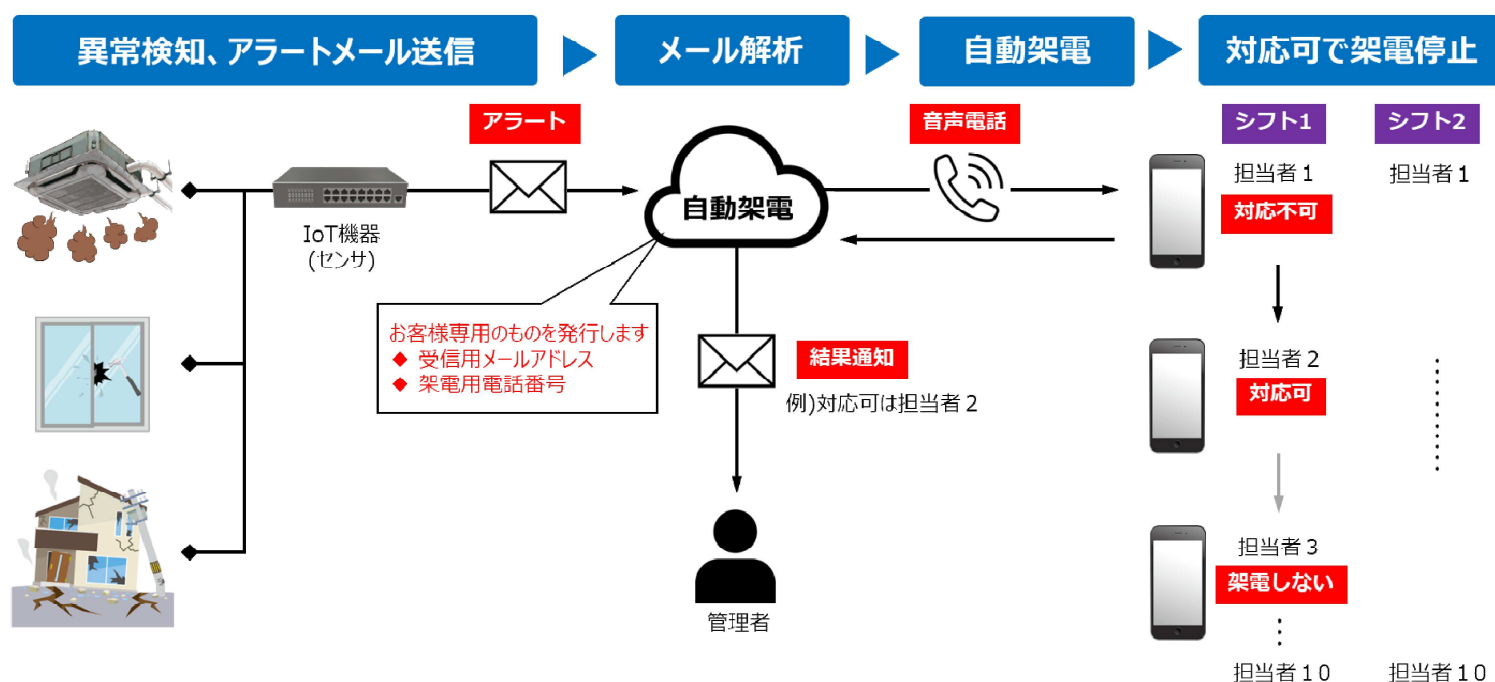 異常検知、アラートメール送信
メール解析
自動架電
対応可で架電停止
アラート
音声電話
シフト1
シフト2
担当者1
担当者1
対応不可
自動架電
IoT機器
(センサ)
お客様専用のものを発行します
◆ 受信用メールアドレス
◆ 架電用電話番号
結果通知
例)対応可は担当者2
担当者2
対応可
担当者3
架電しない
管理者
担当者10
担当者10